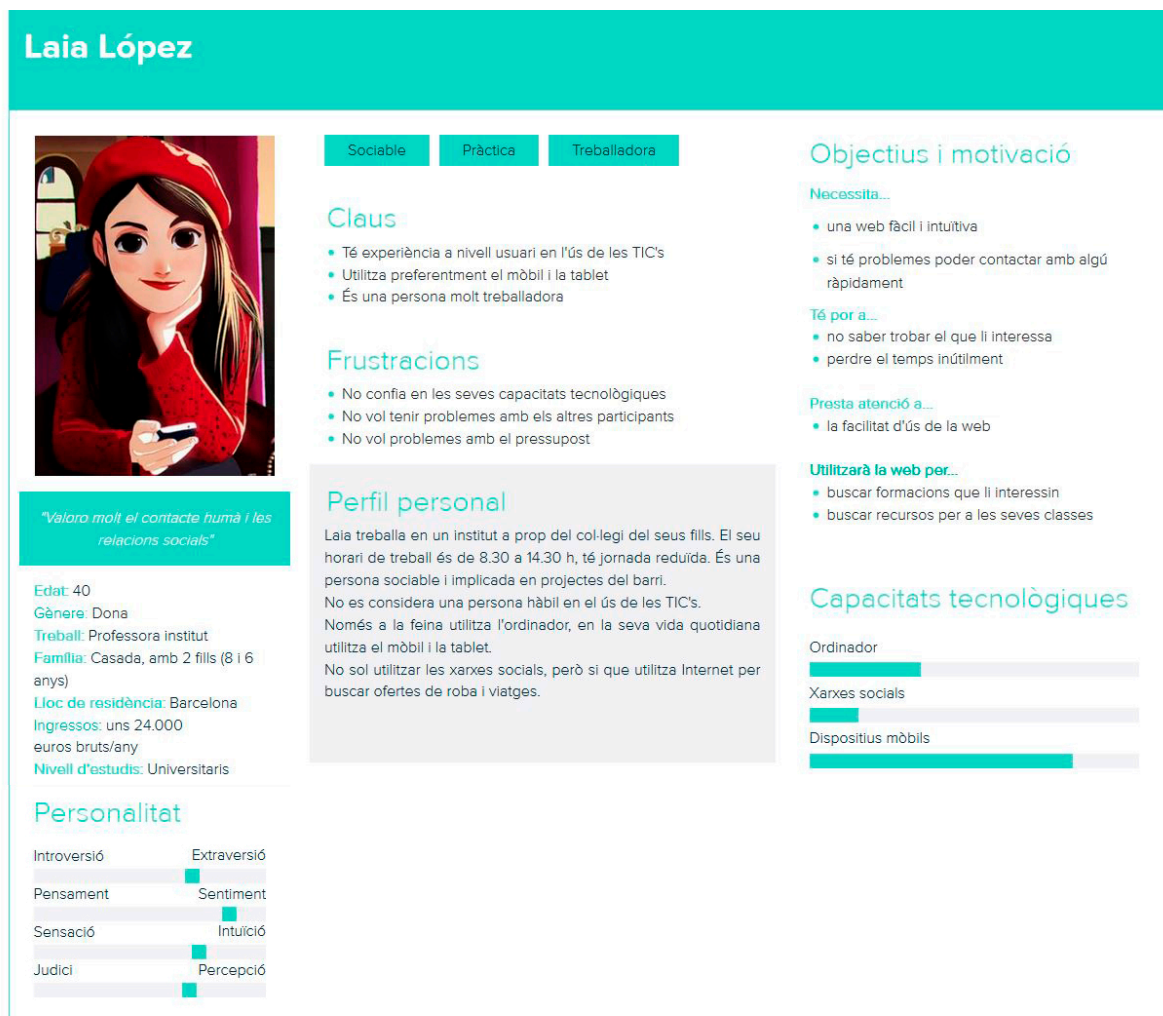 Laia López
"Valoro molt el contacte humà i les
relacions socials"
Edat: 40
Gènere: Dona
Treball: Professora institut
Família: Casada, amb 2 fills (8 i 6
anys)
Lloc de residència: Barcelona
Ingressos: uns 24.000
euros bruts/any
Nivell d'estudis: Universitaris
Personalitat
Introversió Extraversió
Pensament Sentiment
Sensació Intuïció
Judici Percepció
Sociable Pràctica Treballadora
Claus
Té experiència a nivell usuari en l'ús de les TIC's
Utilitza preferentment el mòbil i la tablet
És una persona molt treballadora
Frustracions
No confia en les seves capacitats tecnològiques
No vol tenir problemes amb els altres participants
No vol problemes amb el pressupost
Perfil personal
Laia treballa en un institut a prop del col·legi del seus fills. El seu
horari de treball és de 8.30 a 14.30 h, té jornada reduïda. És una
persona sociable i implicada en projectes del barri.
No es considera una persona hàbil en el ús de les TIC's.
Només a la feina utilitza l'ordinador, en la seva vida quotidiana
utilitza el mòbil i la tablet.
No sol utilitzar les xarxes socials, però si que utilitza Internet per
buscar ofertes de roba i viatges.
Objectius i motivació
Necessita...
una web fàcil i intuïtiva
si té problemes poder contactar amb algú
ràpidament
Té por a...
no saber trobar el que li interessa
perdre el temps inútilment
Presta atenció a...
la facilitat d'ús de la web
Utilitzarà la web per...
buscar formacions que li interessin
buscar recursos per a les seves classes
Capacitats tecnològiques
Ordinador
Xarxes socials
Dispositius mòbils